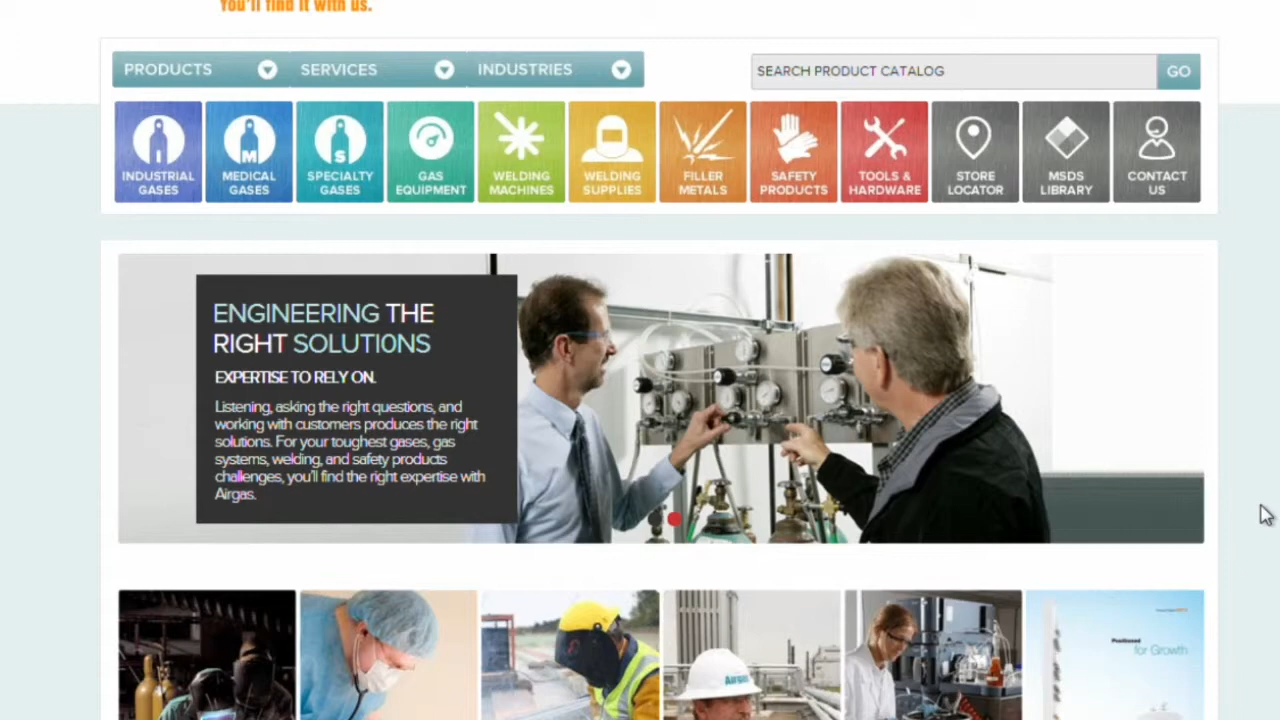 You'll find it with us.
PRODUCTS SERVICES INDUSTRIES
SEARCH PRODUCT CATALOG GO
I M S
INDUSTRIAL GASES
MEDICAL GASES
SPECIALTY GASES
GAS EQUIPMENT
WELDING MACHINES
WELDING SUPPLIES
FILLER METALS
SAFETY PRODUCTS
TOOLS & HARDWARE
STORE LOCATOR
MSDS LIBRARY
CONTACT US
ENGINEERING THE
RIGHT SOLUTIONS
EXPERTISE TO RELY ON.
Listening, asking the right questions, and
working with customers produces the right
solutions. For your toughest gases, gas
systems, welding, and safety products
challenges, you'll find the right expertise with
Airgas.
Airgas
Positioned
for Growth